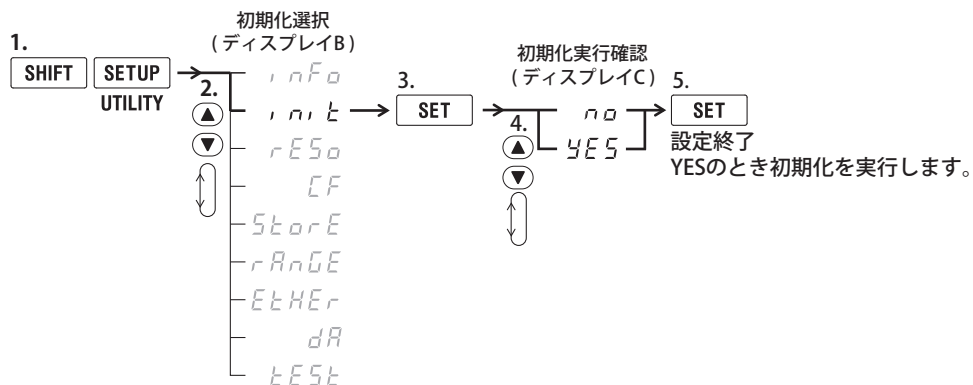 初期化選択
(ディスプレイB)
1.
SHIFT SETUP
UTILITY
2.
▲
▼
inFo
init
rESo
CF
StorE
rAnGE
EtHEr
dA
tESt
3.
SET
初期化実行確認
(ディスプレイC)
4.
▲
▼
no
YES
5.
SET
設定終了
YESのとき初期化を実行します。